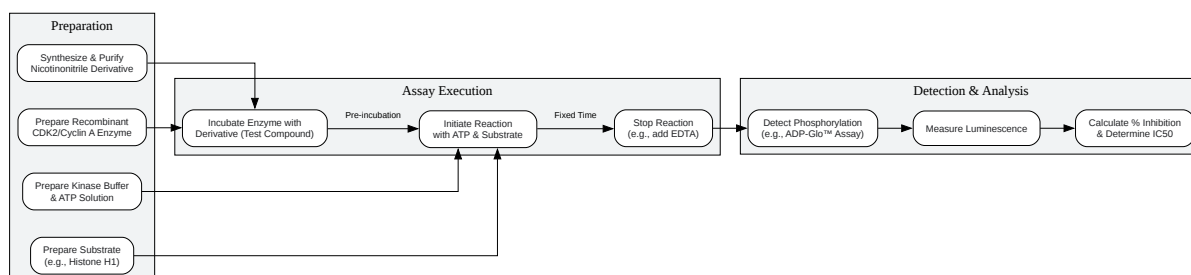 Preparation
Synthesize & Purify
Nicotinonitrile Derivative
Prepare Recombinant
CDK2/Cyclin A Enzyme
Prepare Kinase Buffer
& ATP Solution
Prepare Substrate
(e.g., Histone H1)
Assay Execution
Incubate Enzyme with
Derivative (Test Compound)
Pre-incubation
Initiate Reaction
with ATP & Substrate
Fixed Time
Stop Reaction
(e.g., add EDTA)
Detection & Analysis
Detect Phosphorylation
(e.g., ADP-Glo™ Assay)
Measure Luminescence
Calculate % Inhibition
& Determine IC50